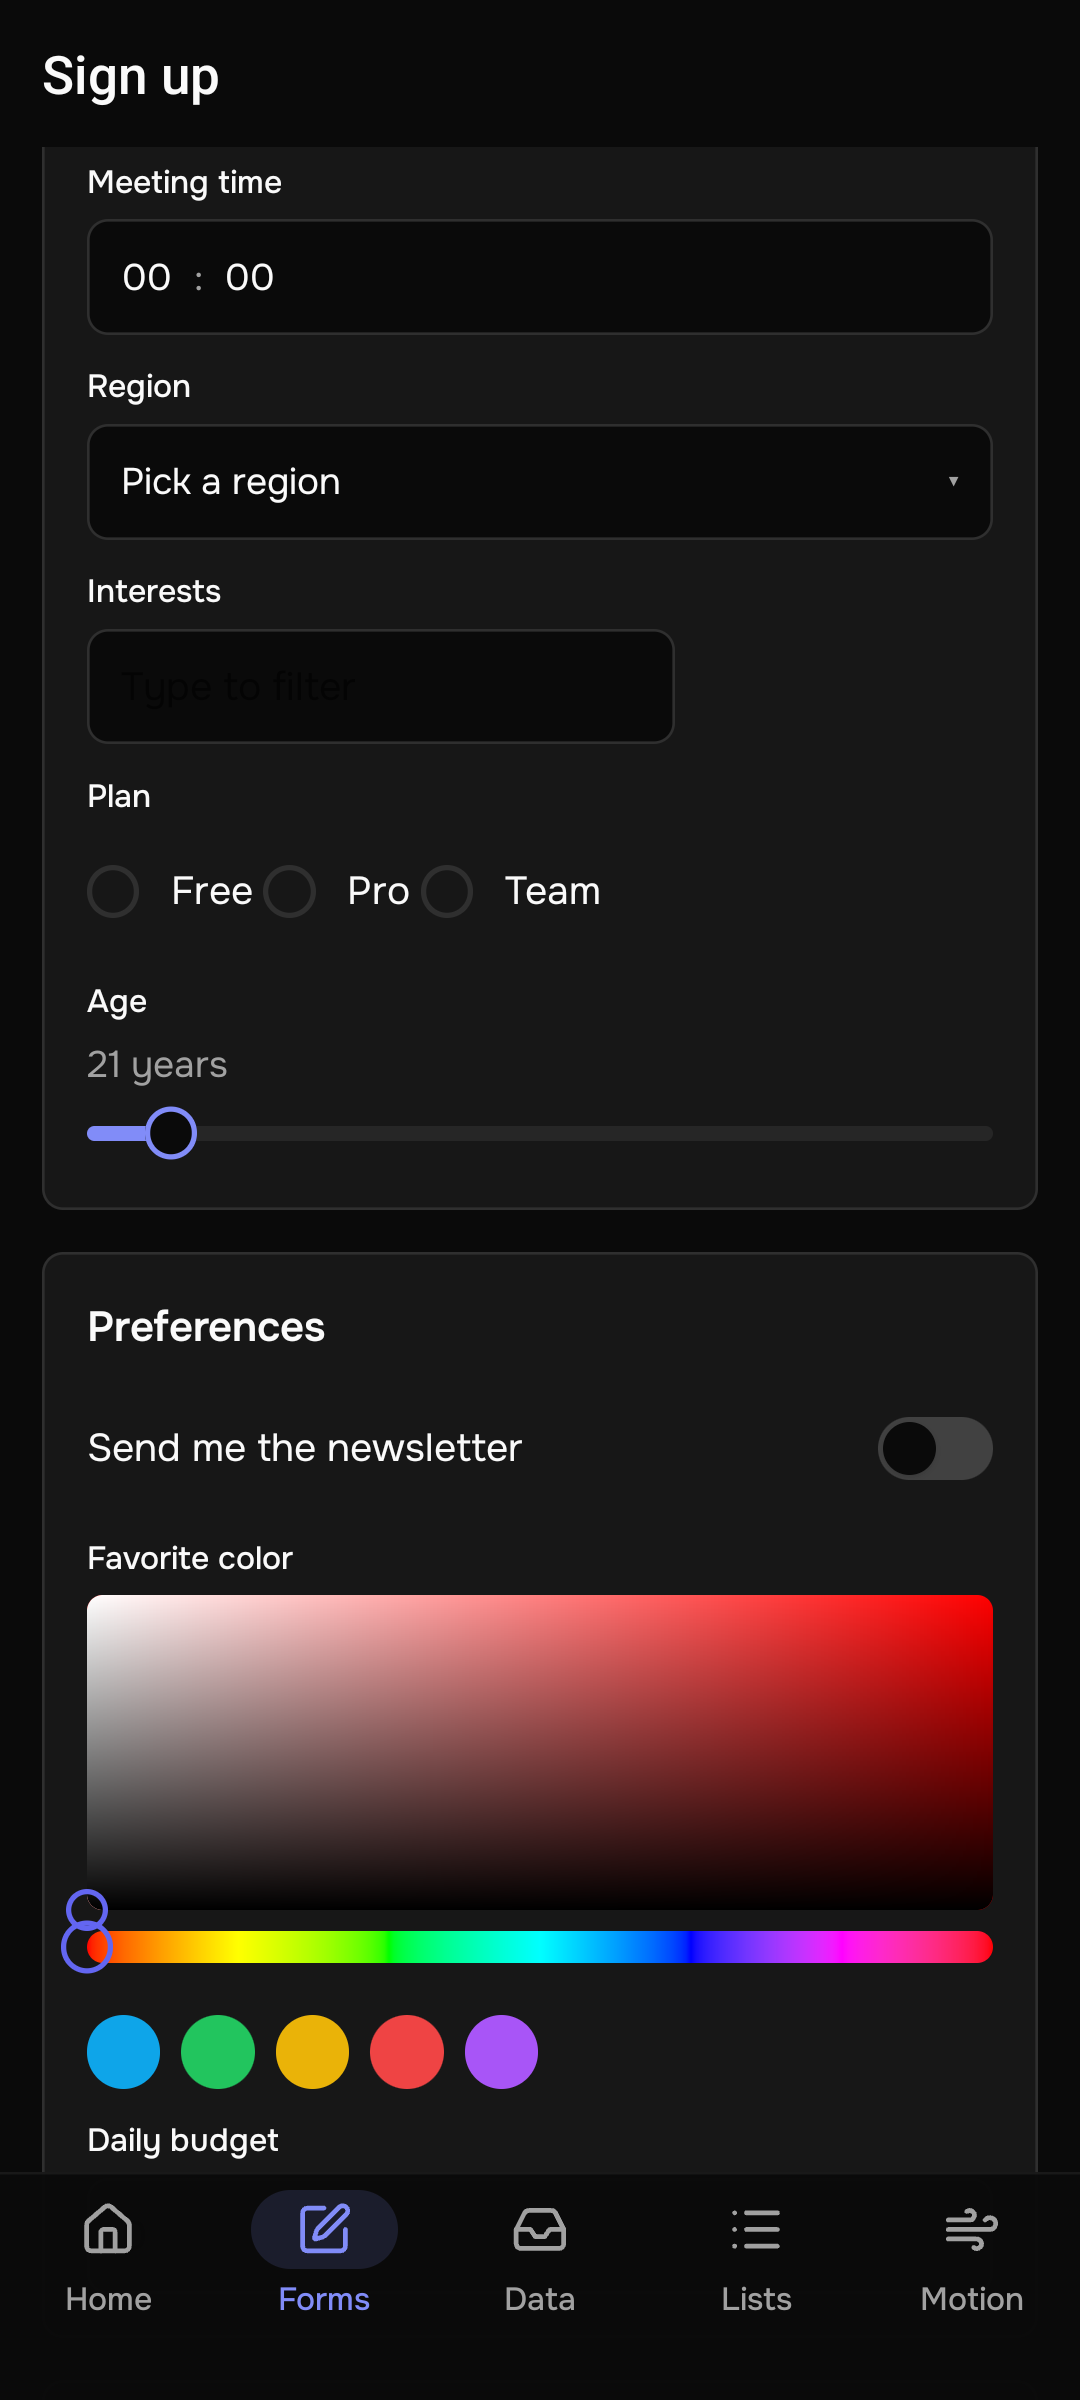 Sign up
Meeting time
00 : 00
Region
Pick a region
▾
Interests
Type to filter
Plan
Free
Pro
Team
Age
21 years
Preferences
Send me the newsletter
Favorite color
Daily budget
Home
Forms
Data
Lists
Motion